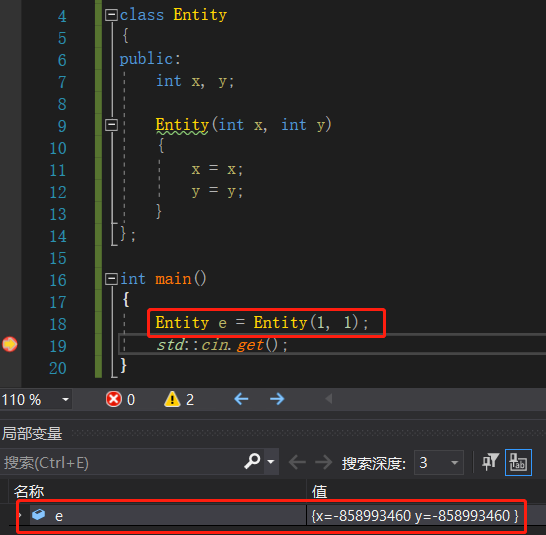 4 class Entity
5 {
6 public:
7 int x, y;
8
9 Entity(int x, int y)
10 {
11 x = x;
12 y = y;
13 }
14 };
15
16 int main()
17 {
18 Entity e = Entity(1, 1);
19 std::cin.get();
20 }
110 % 0 2
局部变量
搜索(Ctrl+E) 搜索深度: 3
名称 值
e {x=-858993460 y=-858993460 }